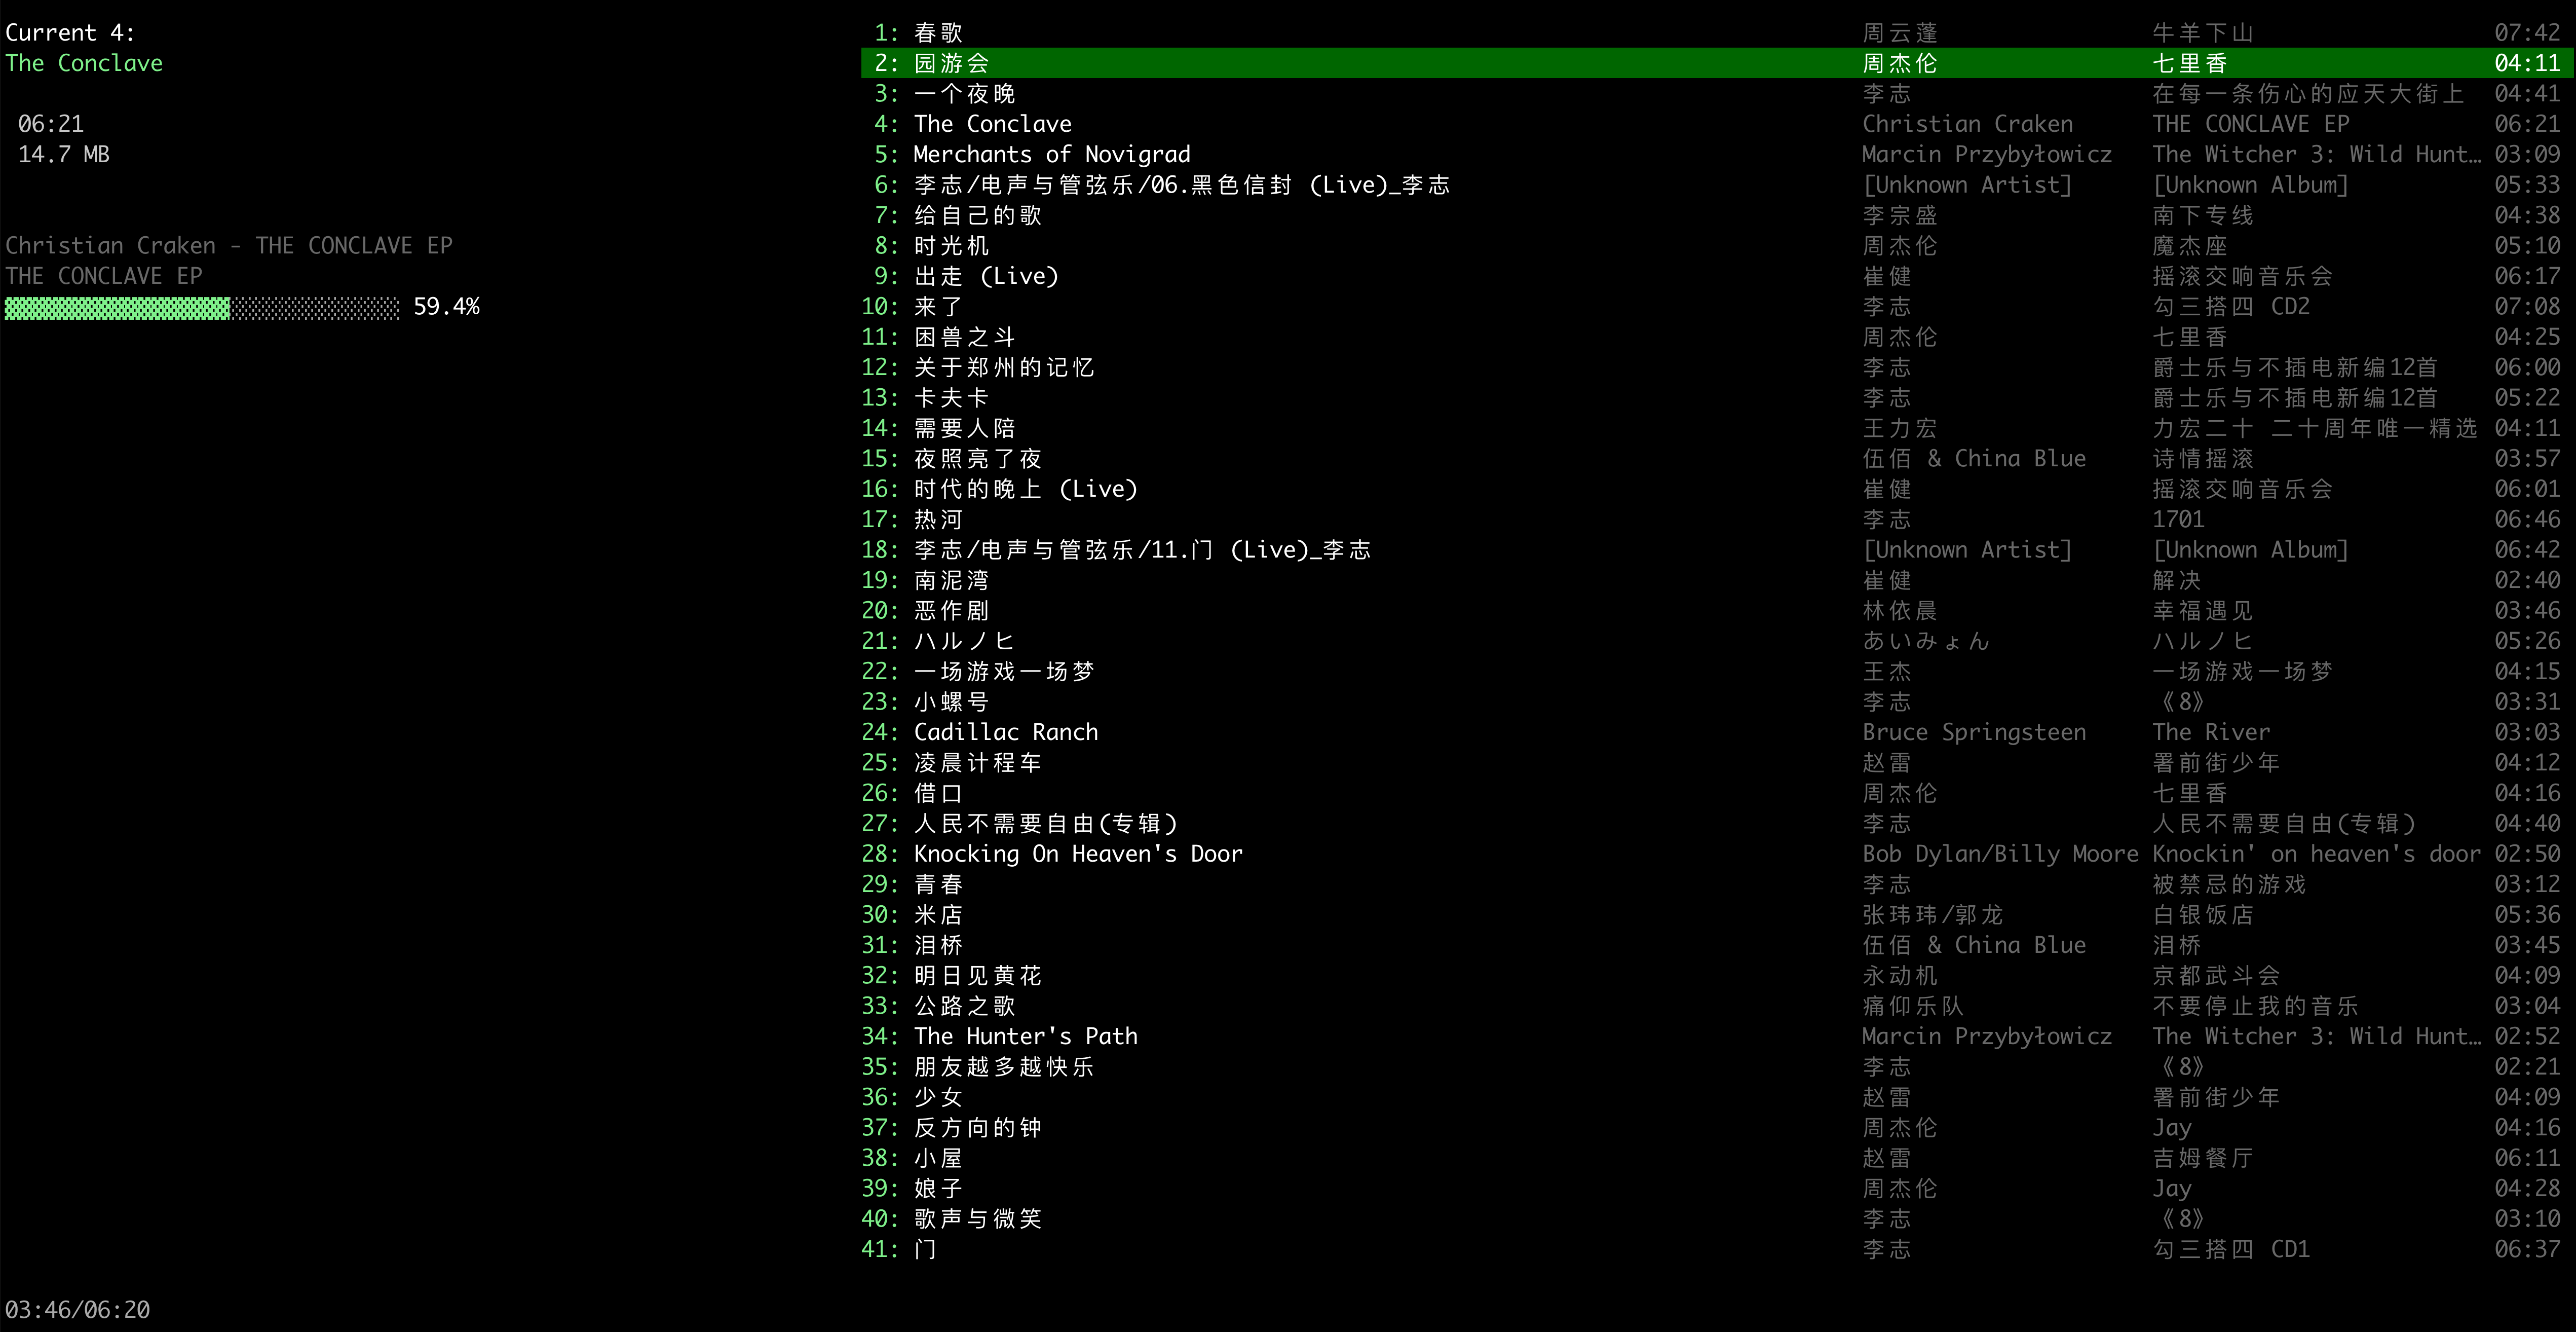 Current 4:
The Conclave
06:21
14.7 MB
Christian Craken - THE CONCLAVE EP
THE CONCLAVE EP
59.4%
03:46/06:20
1: 春歌 周云蓬 牛羊下山 07:42
2: 园游会 周杰伦 七里香 04:11
3: 一个夜晚 李志 在每一条伤心的应天大街上 04:41
4: The Conclave Christian Craken THE CONCLAVE EP 06:21
5: Merchants of Novigrad Marcin Przybyłowicz The Witcher 3: Wild Hunt… 03:09
6: 李志/电声与管弦乐/06.黑色信封 (Live)_李志 [Unknown Artist] [Unknown Album] 05:33
7: 给自己的歌 李宗盛 南下专线 04:38
8: 时光机 周杰伦 魔杰座 05:10
9: 出走 (Live) 崔健 摇滚交响音乐会 06:17
10: 来了 李志 勾三搭四 CD2 07:08
11: 困兽之斗 周杰伦 七里香 04:25
12: 关于郑州的记忆 李志 爵士乐与不插电新编12首 06:00
13: 卡夫卡 李志 爵士乐与不插电新编12首 05:22
14: 需要人陪 王力宏 力宏二十 二十周年唯一精选 04:11
15: 夜照亮了夜 伍佰 & China Blue 诗情摇滚 03:57
16: 时代的晚上 (Live) 崔健 摇滚交响音乐会 06:01
17: 热河 李志 1701 06:46
18: 李志/电声与管弦乐/11.门 (Live)_李志 [Unknown Artist] [Unknown Album] 06:42
19: 南泥湾 崔健 解决 02:40
20: 恶作剧 林依晨 幸福遇见 03:46
21: ハルノヒ あいみょん ハルノヒ 05:26
22: 一场游戏一场梦 王杰 一场游戏一场梦 04:15
23: 小螺号 李志 《8》 03:31
24: Cadillac Ranch Bruce Springsteen The River 03:03
25: 凌晨计程车 赵雷 署前街少年 04:12
26: 借口 周杰伦 七里香 04:16
27: 人民不需要自由(专辑) 李志 人民不需要自由(专辑) 04:40
28: Knocking On Heaven's Door Bob Dylan/Billy Moore Knockin' on heaven's door 02:50
29: 青春 李志 被禁忌的游戏 03:12
30: 米店 张玮玮/郭龙 白银饭店 05:36
31: 泪桥 伍佰 & China Blue 泪桥 03:45
32: 明日见黄花 永动机 京都武斗会 04:09
33: 公路之歌 痛仰乐队 不要停止我的音乐 03:04
34: The Hunter's Path Marcin Przybyłowicz The Witcher 3: Wild Hunt… 02:52
35: 朋友越多越快乐 李志 《8》 02:21
36: 少女 赵雷 署前街少年 04:09
37: 反方向的钟 周杰伦 Jay 04:16
38: 小屋 赵雷 吉姆餐厅 06:11
39: 娘子 周杰伦 Jay 04:28
40: 歌声与微笑 李志 《8》 03:10
41: 门 李志 勾三搭四 CD1 06:37